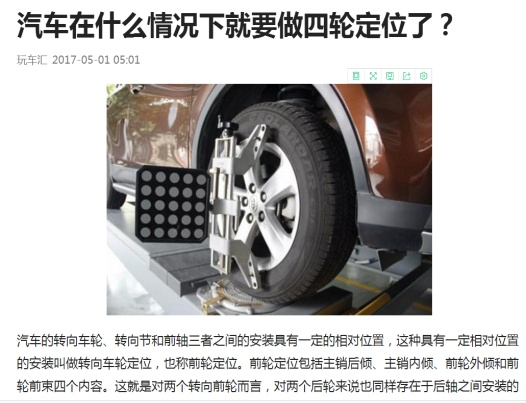 汽车在什么情况下就要做四轮定位了？
玩车汇 2017-05-01 05:01
汽车的转向车轮、转向节和前轴三者之间的安装具有一定的相对位置，这种具有一定相对位置
的安装叫做转向车轮定位，也称前轮定位。前轮定位包括主销后倾、主销内倾、前轮外倾和前
轮前束四个内容。这就是对两个转向前轮而言，对两个后轮来说也同样存在于后轴之间安装的